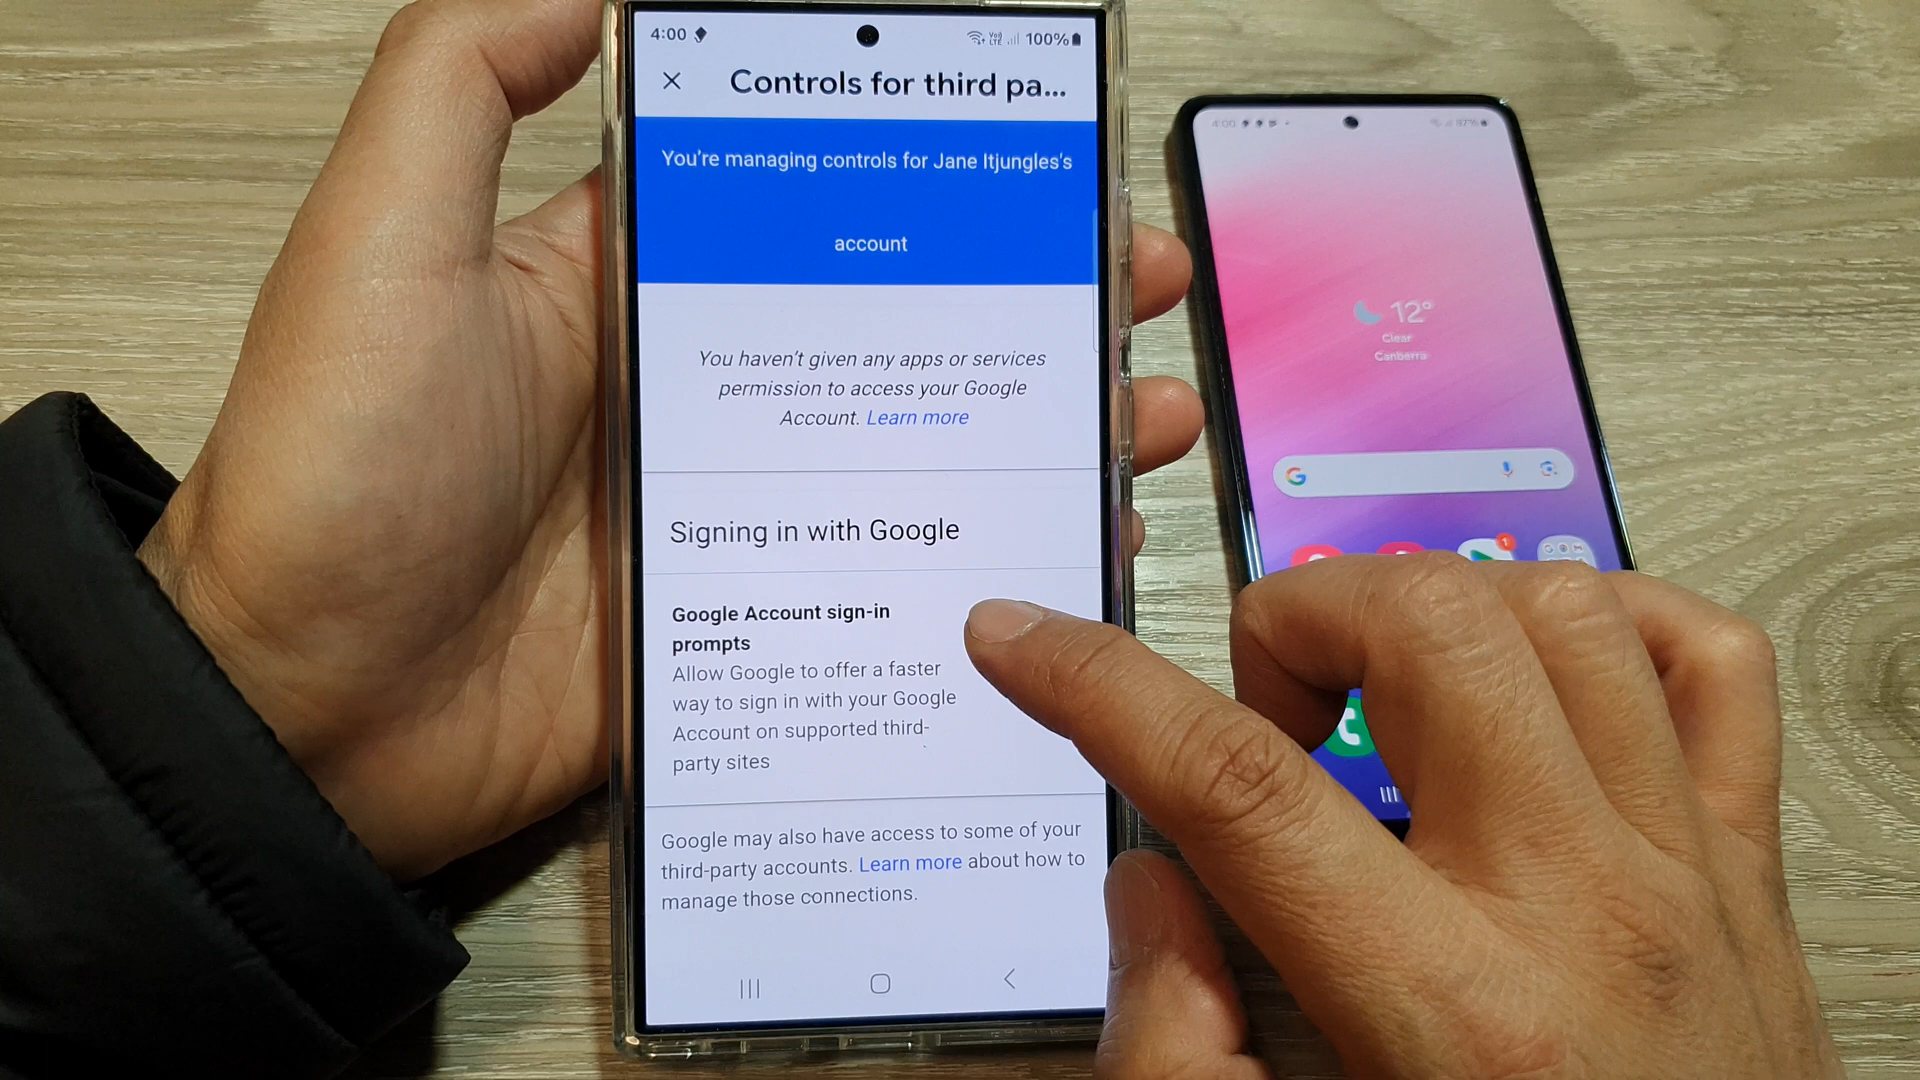 4:00
100%
Controls for third pa...
You're managing controls for Jane Itjungles's
account
You haven't given any apps or services
permission to access your Google
Account. Learn more
Signing in with Google
Google Account sign-in
prompts
Allow Google to offer a faster
way to sign in with your Google
Account on supported third-
party sites
Google may also have access to some of your
third-party accounts. Learn more about how to
manage those connections.
4:00
97%
12°
Clear
Canberra